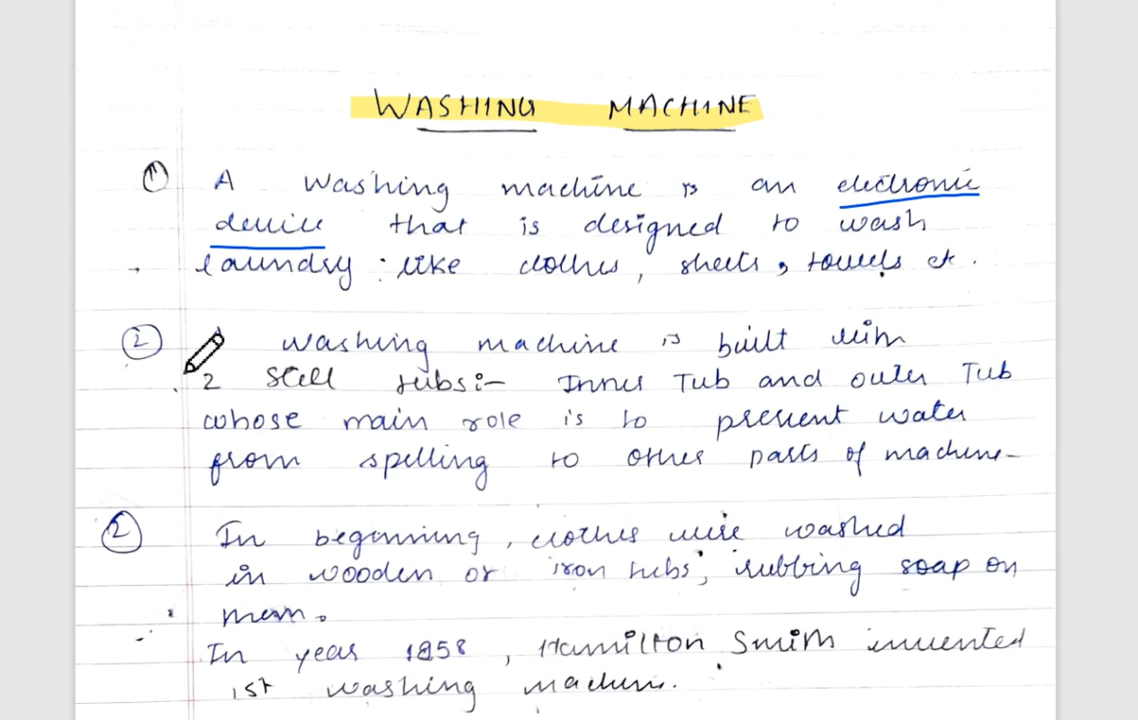 WASHING MACHINE
① A washing machine is an electronic
device that is designed to wash
laundry : like clothes, sheets, towels etc.
② washing machine is built with
2 steel tubs:- Inner Tub and outer Tub
whose main role is to prevent water
from spelling to other parts of machine-
② In beginning, clothes were washed
in wooden or iron tubs, rubbing soap on
them.
In year 1858, Hamilton Smith invented
1st washing machine.